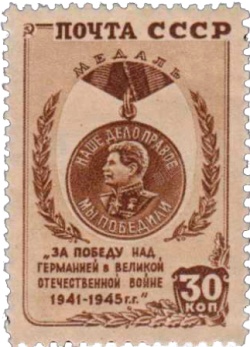 ПОЧТА СССР
МЕДАЛЬ
НАШЕ ДЕЛО ПРАВОЕ
МЫ ПОБЕДИЛИ
„ЗА ПОБЕДУ НАД
ГЕРМАНИЕЙ в ВЕЛИКОЙ
ОТЕЧЕСТВЕННОЙ ВОЙНЕ
1941-1945 г.г."
30
КОП